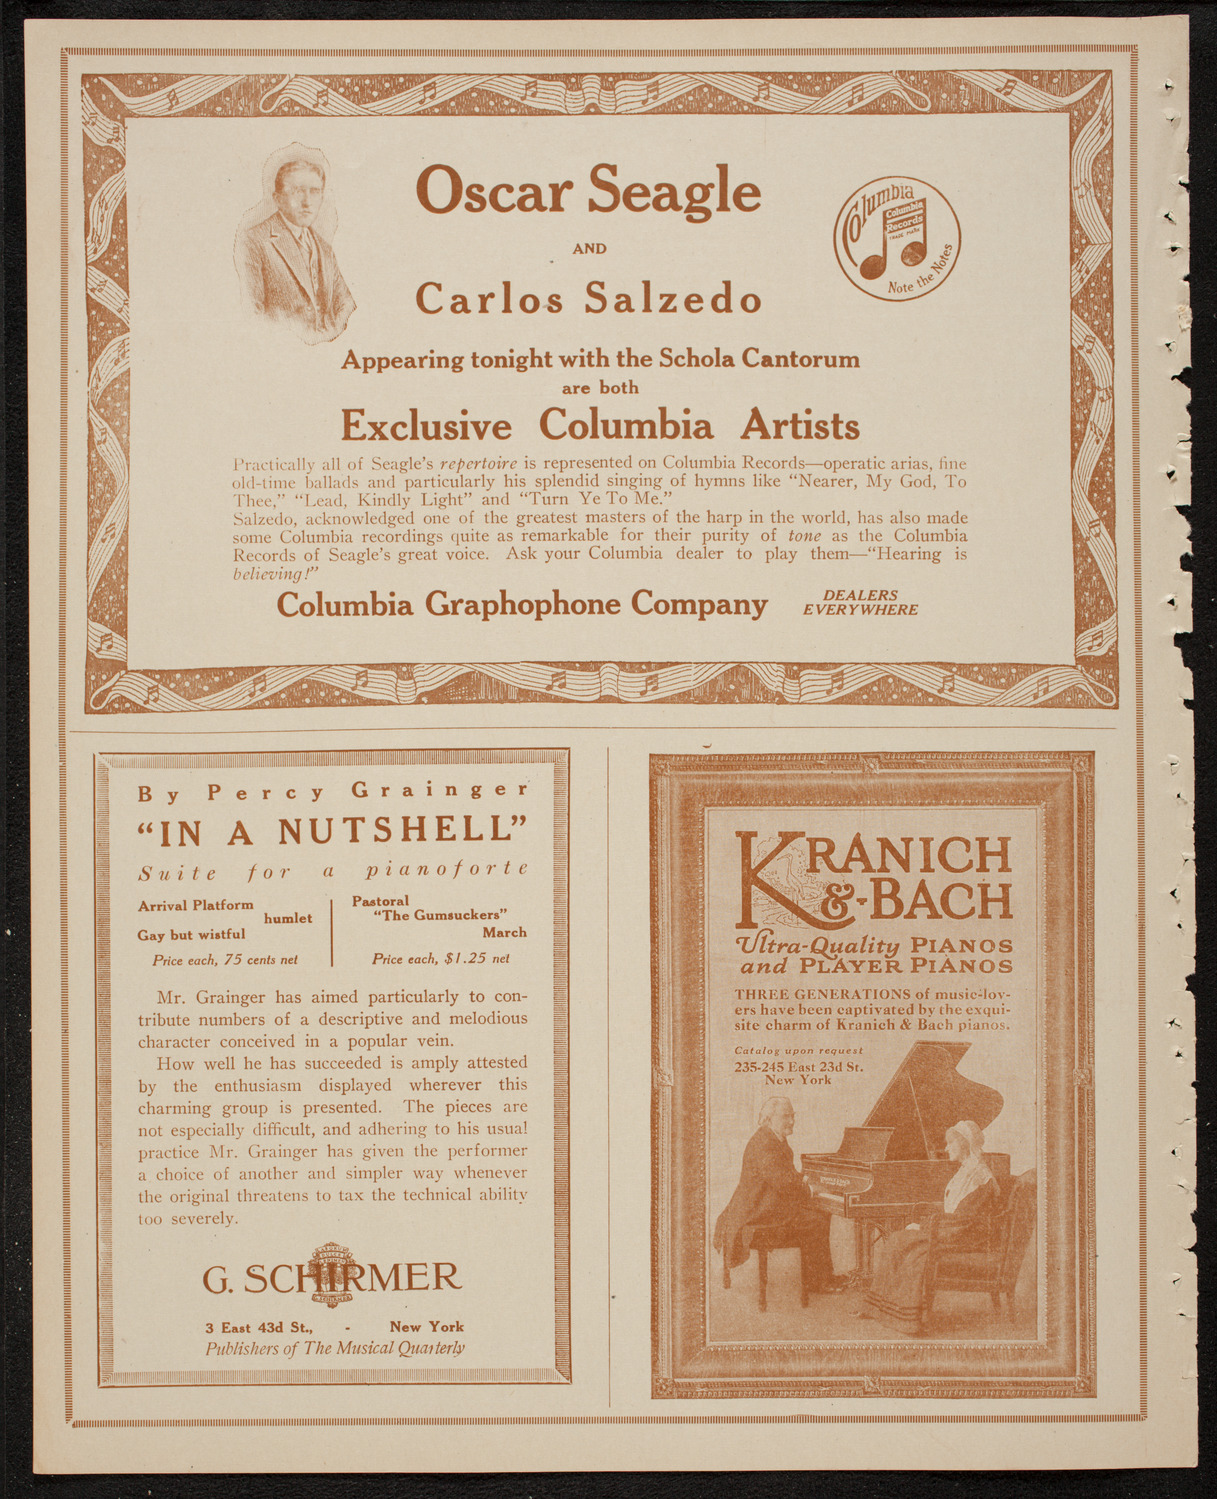 Oscar Seagle
AND
Carlos Salzedo
Columbia
Columbia
Records
TRADE MARK
Note the Notes
Appearing tonight with the Schola Cantorum
are both
Exclusive Columbia Artists
Practically all of Seagle's repertoire is represented on Columbia Records—operatic arias, fine
old-time ballads and particularly his splendid singing of hymns like “Nearer, My God, To
Thee,” “Lead, Kindly Light” and “Turn Ye To Me.”
Salzedo, acknowledged one of the greatest masters of the harp in the world, has also made
some Columbia recordings quite as remarkable for their purity of tone as the Columbia
Records of Seagle's great voice. Ask your Columbia dealer to play them—“Hearing is
believing!”
Columbia Graphophone Company
DEALERS
EVERYWHERE
By Percy Grainger
“IN A NUTSHELL”
Suite for a pianoforte
Arrival Platform
humlet
Gay but wistful
Price each, 75 cents net
Pastoral
“The Gumsuckers”
March
Price each, $1.25 net
Mr. Grainger has aimed particularly to con-
tribute numbers of a descriptive and melodious
character conceived in a popular vein.
How well he has succeeded is amply attested
by the enthusiasm displayed wherever this
charming group is presented. The pieces are
not especially difficult, and adhering to his usual
practice Mr. Grainger has given the performer
a choice of another and simpler way whenever
the original threatens to tax the technical ability
too severely.
G. SCHIRMER
3 East 43d St., - New York
Publishers of The Musical Quarterly
KRANICH
&-BACH
Ultra-Quality PIANOS
and PLAYER PIANOS
THREE GENERATIONS of music-lov-
ers have been captivated by the exqui-
site charm of Kranich & Bach pianos.
Catalog upon request
235-245 East 23d St.
New York